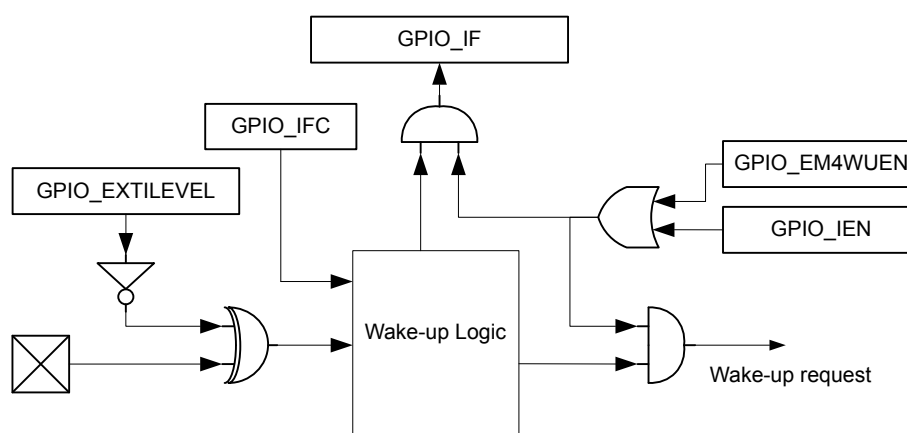 GPIO_IF
GPIO_IFC
GPIO_EM4WUEN
GPIO_EXTILEVEL
GPIO_IEN
Wake-up Logic
Wake-up request